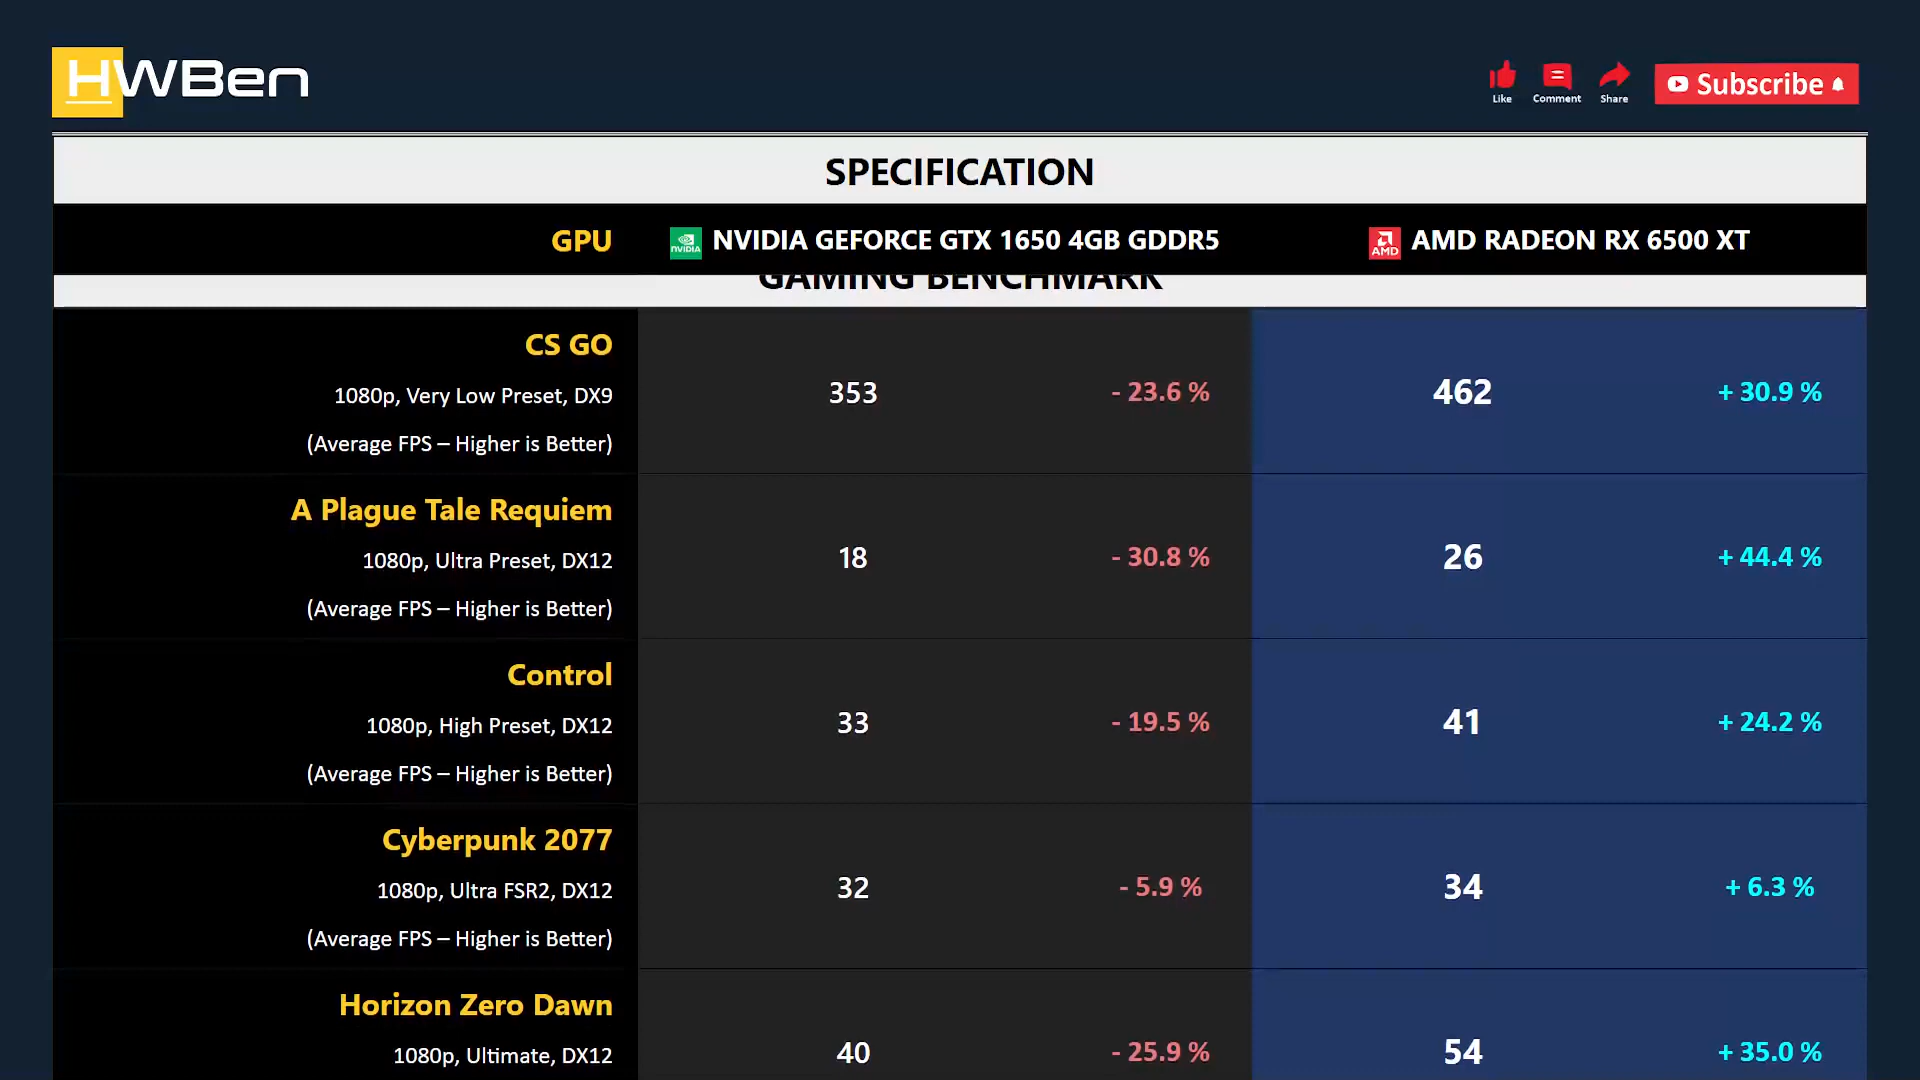 HWBen
Like
Comment
Share
Subscribe
SPECIFICATION
GPU
NVIDIA
NVIDIA GEFORCE GTX 1650 4GB GDDR5
AMD
AMD RADEON RX 6500 XT
GAMING BENCHMARK
CS GO
1080p, Very Low Preset, DX9
(Average FPS – Higher is Better)
353
- 23.6 %
462
+ 30.9 %
A Plague Tale Requiem
1080p, Ultra Preset, DX12
(Average FPS – Higher is Better)
18
- 30.8 %
26
+ 44.4 %
Control
1080p, High Preset, DX12
(Average FPS – Higher is Better)
33
- 19.5 %
41
+ 24.2 %
Cyberpunk 2077
1080p, Ultra FSR2, DX12
(Average FPS – Higher is Better)
32
- 5.9 %
34
+ 6.3 %
Horizon Zero Dawn
1080p, Ultimate, DX12
40
- 25.9 %
54
+ 35.0 %